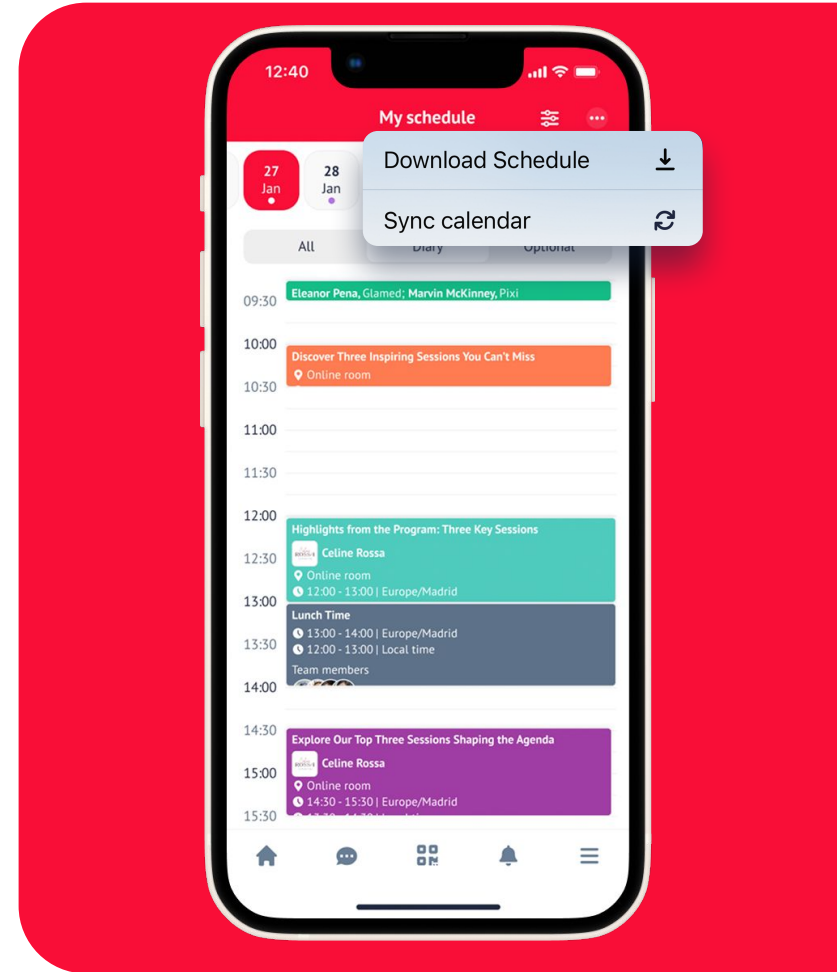 12:40
My schedule
Download Schedule
Sync calendar
27
Jan
28
Jan
All
Diary
Optional
09:30
Eleanor Pena, Glamed; Marvin McKinney, Pixi
10:00
Discover Three Inspiring Sessions You Can't Miss
Online room
10:30
11:00
11:30
12:00
Highlights from the Program: Three Key Sessions
Celine Rossa
12:30
Online room
12:00 - 13:00 | Europe/Madrid
13:00
Lunch Time
13:00 - 14:00 | Europe/Madrid
13:30
12:00 - 13:00 | Local time
Team members
14:00
14:30
Explore Our Top Three Sessions Shaping the Agenda
Celine Rossa
15:00
Online room
14:30 - 15:30 | Europe/Madrid
15:30